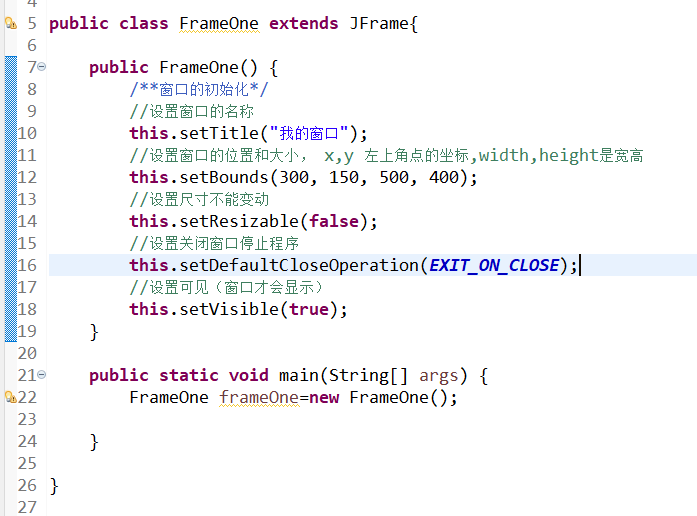 4
5 public class FrameOne extends JFrame{
6
7 public FrameOne() {
8 /**窗口的初始化*/
9 //设置窗口的名称
10 this.setTitle("我的窗口");
11 //设置窗口的位置和大小， x,y 左上角点的坐标,width,height是宽高
12 this.setBounds(300, 150, 500, 400);
13 //设置尺寸不能变动
14 this.setResizable(false);
15 //设置关闭窗口停止程序
16 this.setDefaultCloseOperation(EXIT_ON_CLOSE);
17 //设置可见（窗口才会显示）
18 this.setVisible(true);
19 }
20
21 public static void main(String[] args) {
22 FrameOne frameOne=new FrameOne();
23
24 }
25
26 }
27